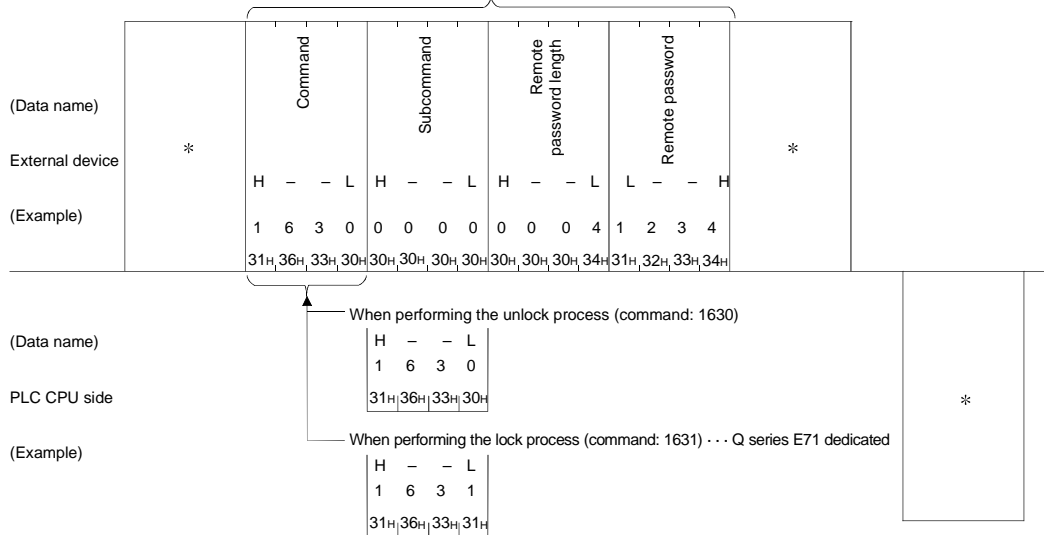 Command
Subcommand
Remote
password length
Remote password
(Data name)
External device
* *
H – – L H – – L H – – L L – – H
(Example)
1 6 3 0 0 0 0 0 0 0 0 4 1 2 3 4
31H 36H 33H 30H 30H 30H 30H 30H 30H 30H 30H 34H 31H 32H 33H 34H
When performing the unlock process (command: 1630)
(Data name)
H – – L
1 6 3 0
PLC CPU side
31H 36H 33H 30H
*
When performing the lock process (command: 1631) ··· Q series E71 dedicated
(Example)
H – – L
1 6 3 1
31H 36H 33H 31H